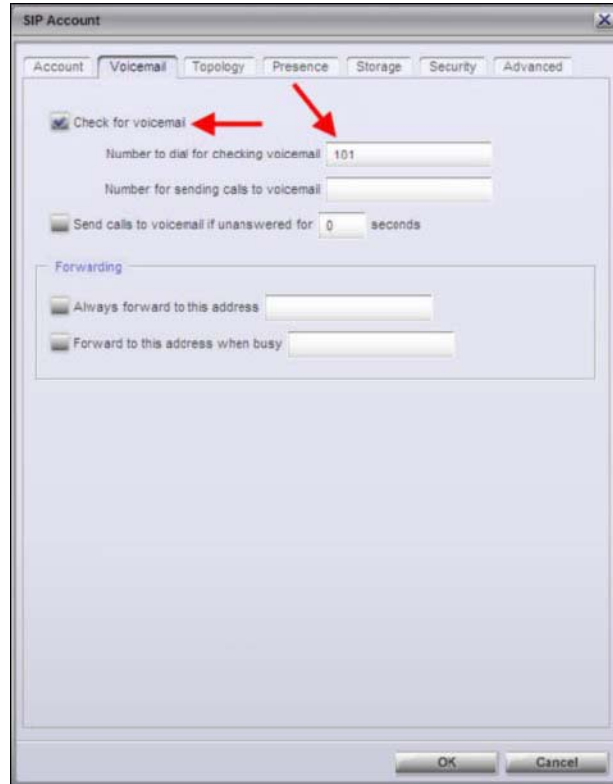 SIP Account
Account Voicemail Topology Presence Storage Security Advanced
Check for voicemail
Number to dial for checking voicemail 101
Number for sending calls to voicemail
Send calls to voicemail if unanswered for 0 seconds
Forwarding
Always forward to this address
Forward to this address when busy
OK Cancel